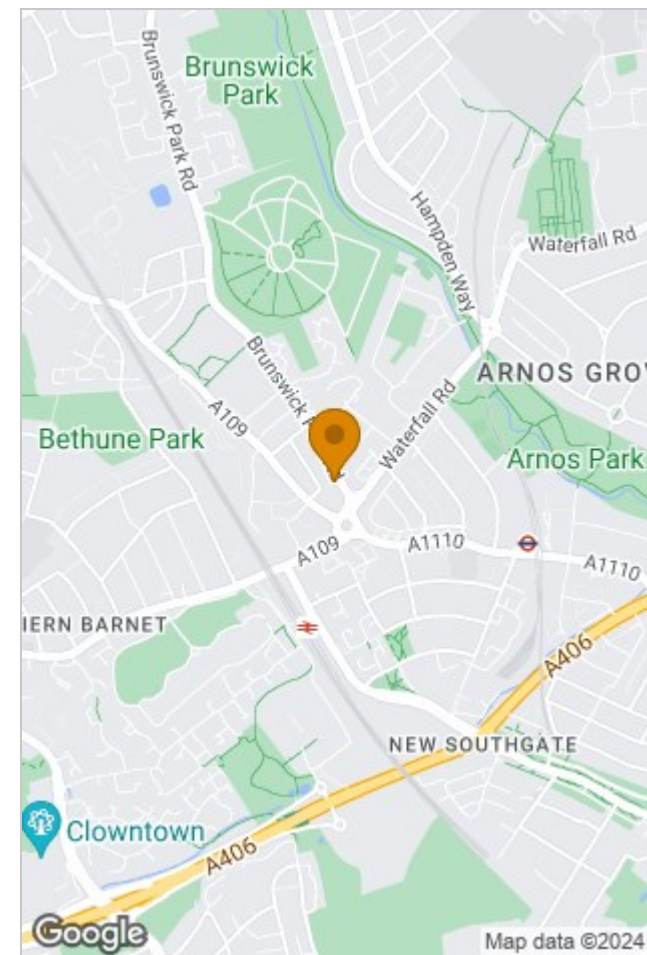 Brunswick
Park
Brunswick Park Rd
Hampden Way
Waterfall Rd
ARNOS GROV
Brunswick
A109
Waterfall Rd
Bethune Park
Arnos Park
A109
A1110
A1110
IERN BARNET
A406
NEW SOUTHGATE
Clowntown
A406
Google
Map data ©2024